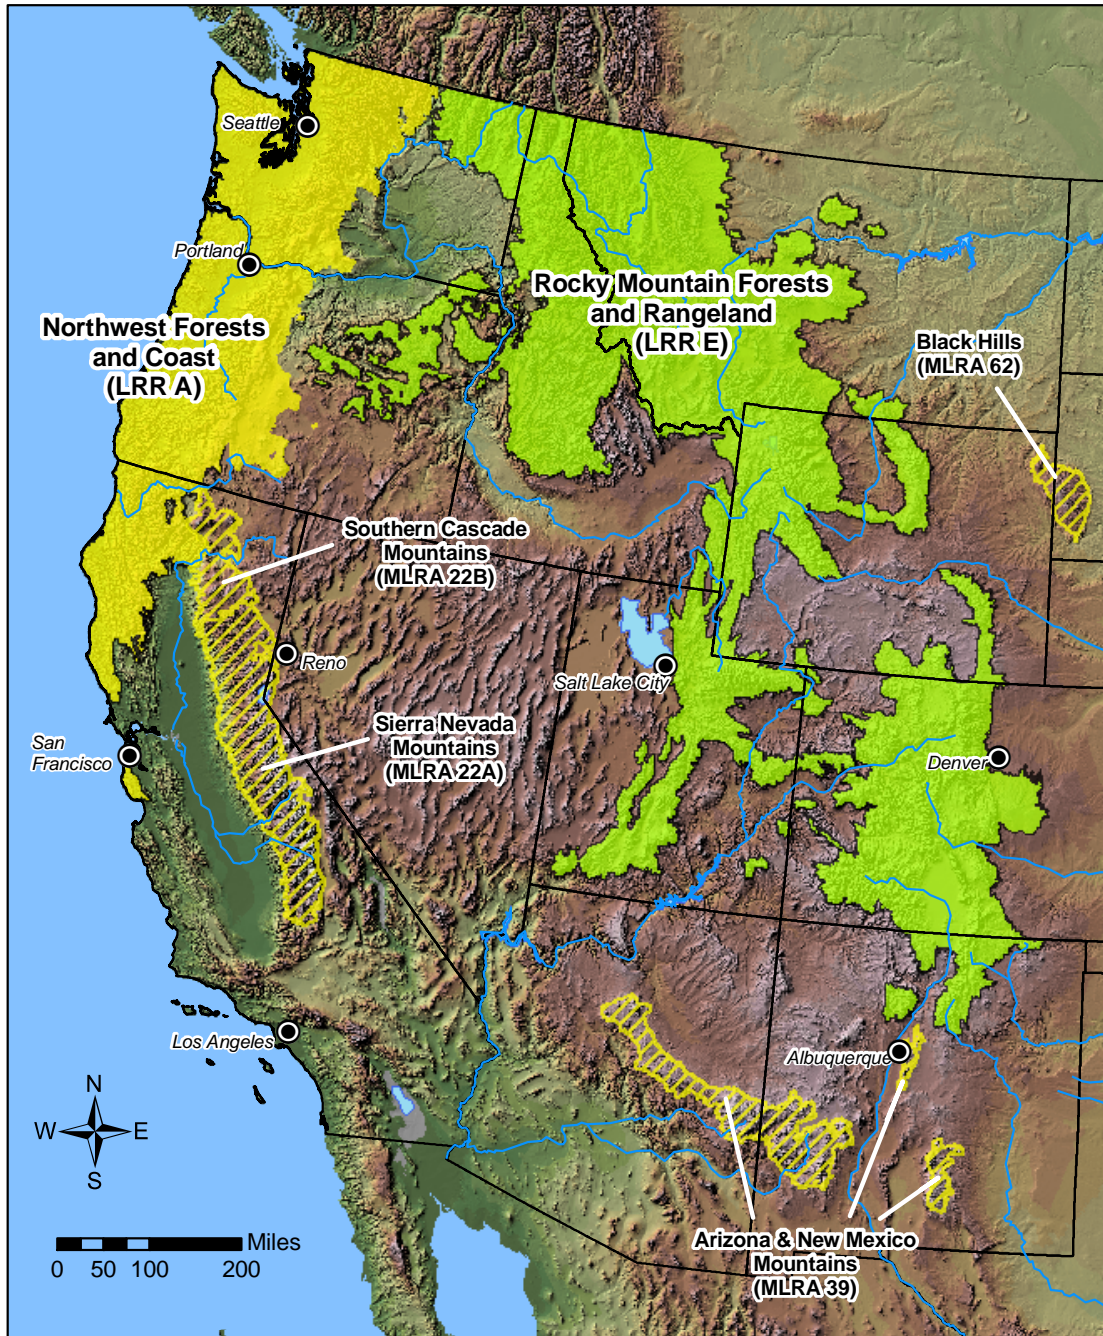 Seattle
Portland
Northwest Forests
and Coast
(LRR A)
Rocky Mountain Forests
and Rangeland
(LRR E)
Black Hills
(MLRA 62)
Southern Cascade
Mountains
(MLRA 22B)
Reno
Salt Lake City
Sierra Nevada
Mountains
(MLRA 22A)
San
Francisco
Denver
Los Angeles
Albuquerque
N
W
E
S
Arizona & New Mexico
Mountains
(MLRA 39)
Miles
0 50 100 200